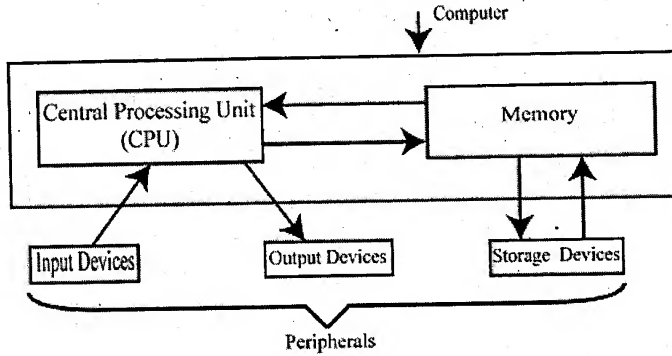 Computer
Central Processing Unit
(CPU)
Memory
Input Devices
Output Devices
Storage Devices
Peripherals